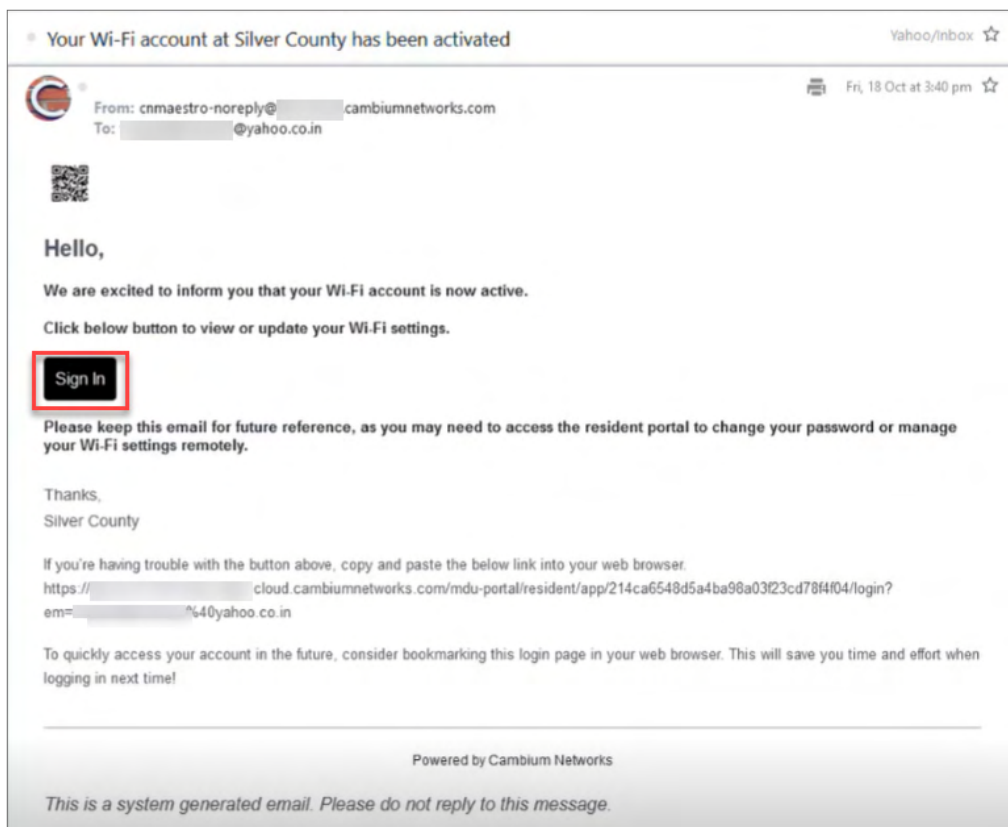 Your Wi-Fi account at Silver County has been activated
Yahoo/Inbox
Fri, 18 Oct at 3:40 pm
From: cnmaestro-noreply@ .cambiumnetworks.com
To: @yahoo.co.in
Hello,
We are excited to inform you that your Wi-Fi account is now active.
Click below button to view or update your Wi-Fi settings.
Sign In
Please keep this email for future reference, as you may need to access the resident portal to change your password or manage
your Wi-Fi settings remotely.
Thanks,
Silver County
If you're having trouble with the button above, copy and paste the below link into your web browser.
https:// cloud.cambiumnetworks.com/mdu-portal/resident/app/214ca6548d5a4ba98a03f23cd78f4f04/login?
em= %40yahoo.co.in
To quickly access your account in the future, consider bookmarking this login page in your web browser. This will save you time and effort when
logging in next time!
Powered by Cambium Networks
This is a system generated email. Please do not reply to this message.